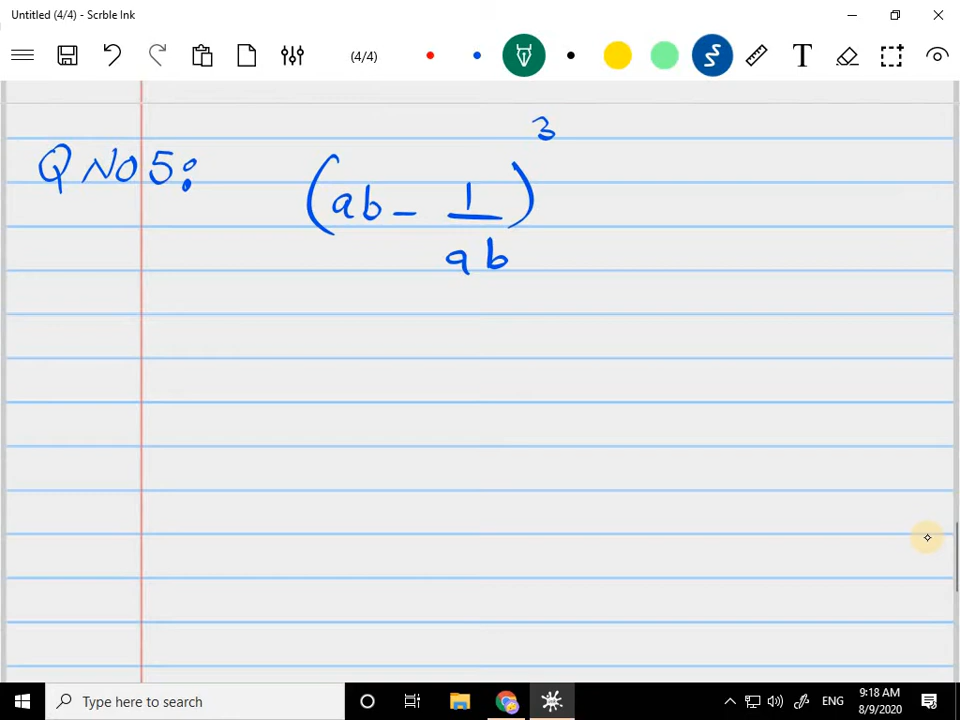 Untitled (4/4) - Scrble Ink
(4/4)
T
Q NO 5: (ab - 1/ab)^3
Type here to search
ENG
9:18 AM
8/9/2020